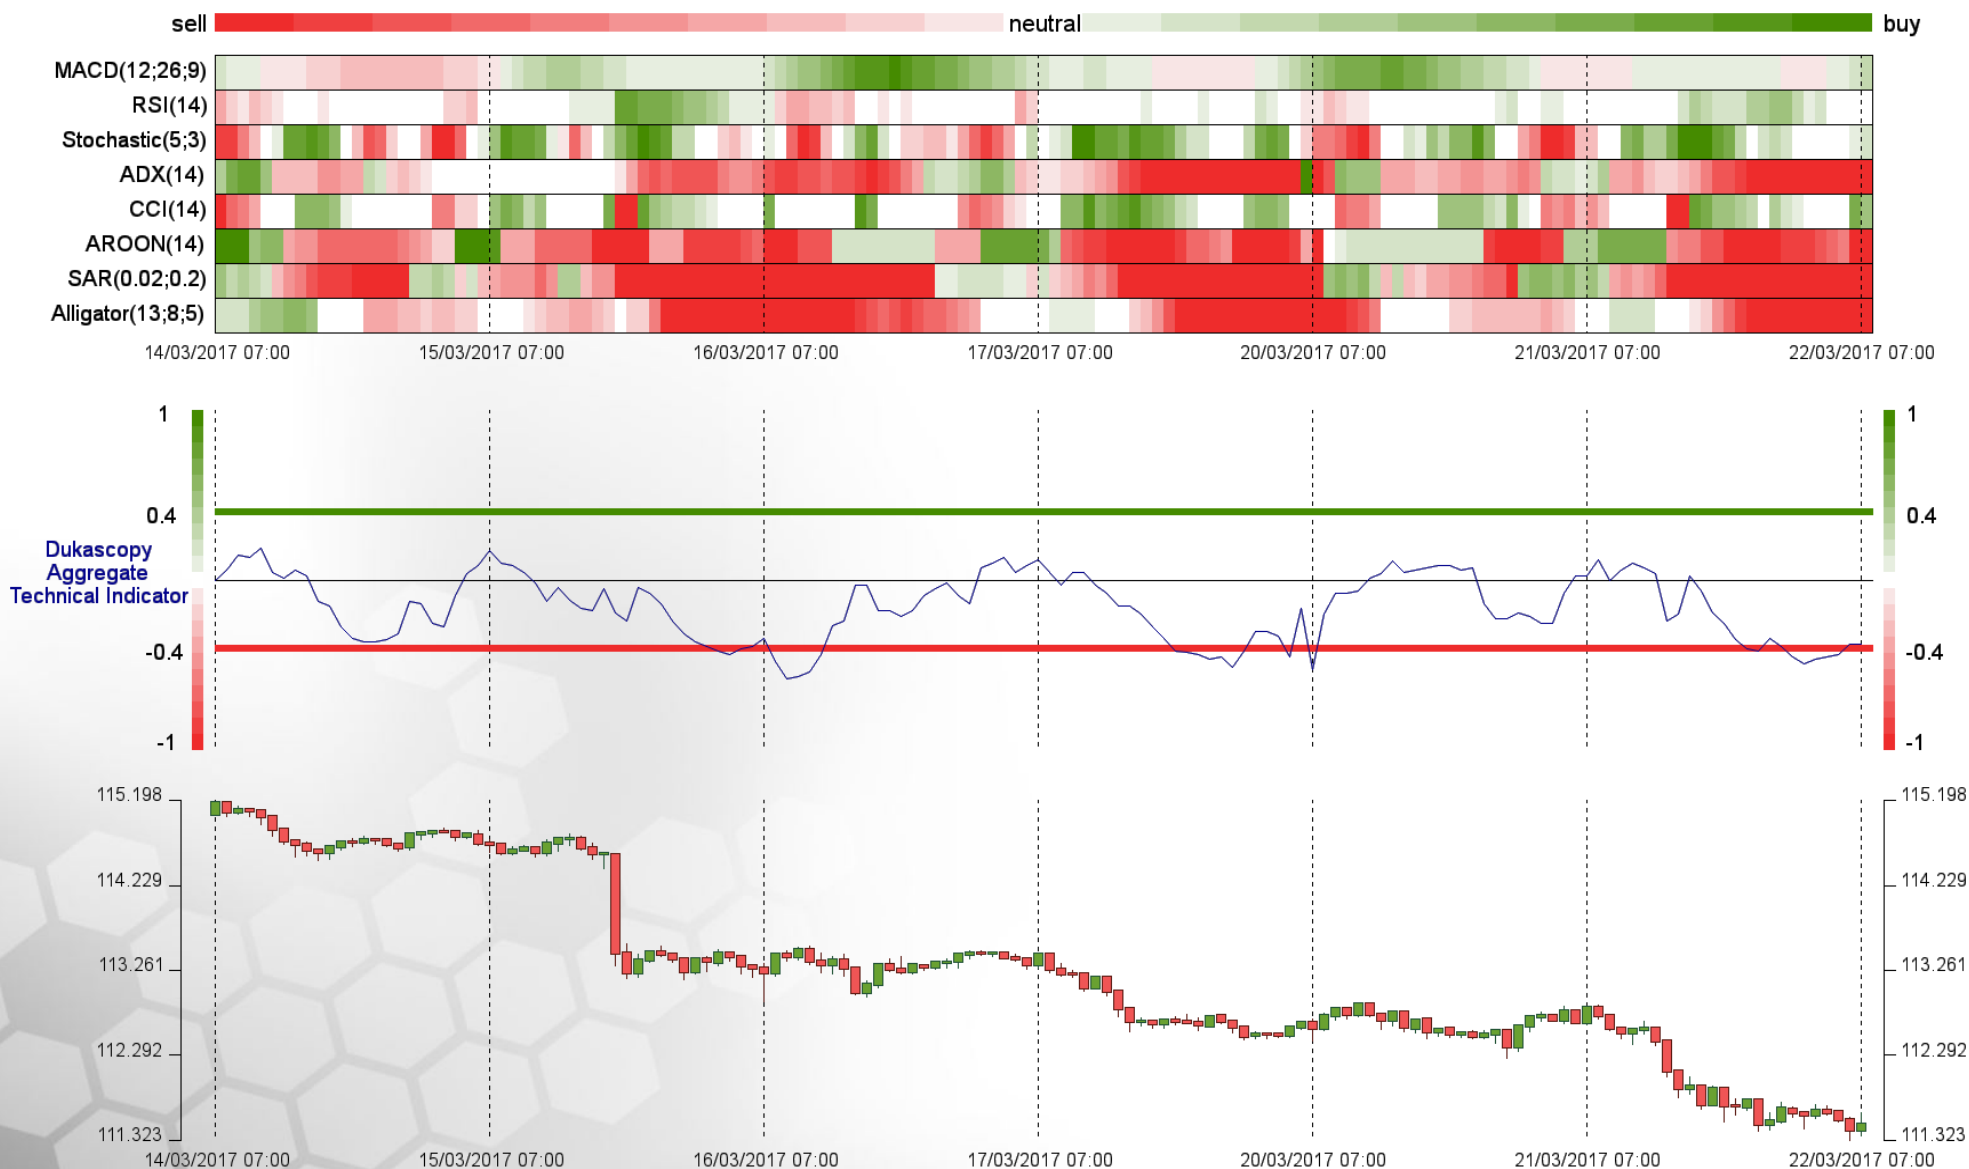 sell neutral buy
MACD(12;26;9)
RSI(14)
Stochastic(5;3)
ADX(14)
CCI(14)
AROON(14)
SAR(0.02;0.2)
Alligator(13;8;5)
14/03/2017 07:00 15/03/2017 07:00 16/03/2017 07:00 17/03/2017 07:00 20/03/2017 07:00 21/03/2017 07:00 22/03/2017 07:00
1 1
0.4 0.4
Dukascopy
Aggregate
Technical Indicator
-0.4 -0.4
-1 -1
115.198 115.198
114.229 114.229
113.261 113.261
112.292 112.292
111.323 111.323
14/03/2017 07:00 15/03/2017 07:00 16/03/2017 07:00 17/03/2017 07:00 20/03/2017 07:00 21/03/2017 07:00 22/03/2017 07:00